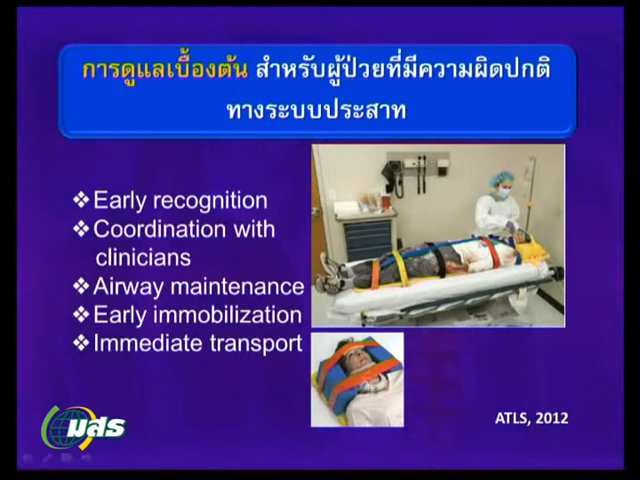 การดูแลเบื้องต้น สำหรับผู้ป่วยที่มีความผิดปกติ
ทางระบบประสาท
❖Early recognition
❖Coordination with
clinicians
❖Airway maintenance
❖Early immobilization
❖Immediate transport
มสธ
ATLS, 2012